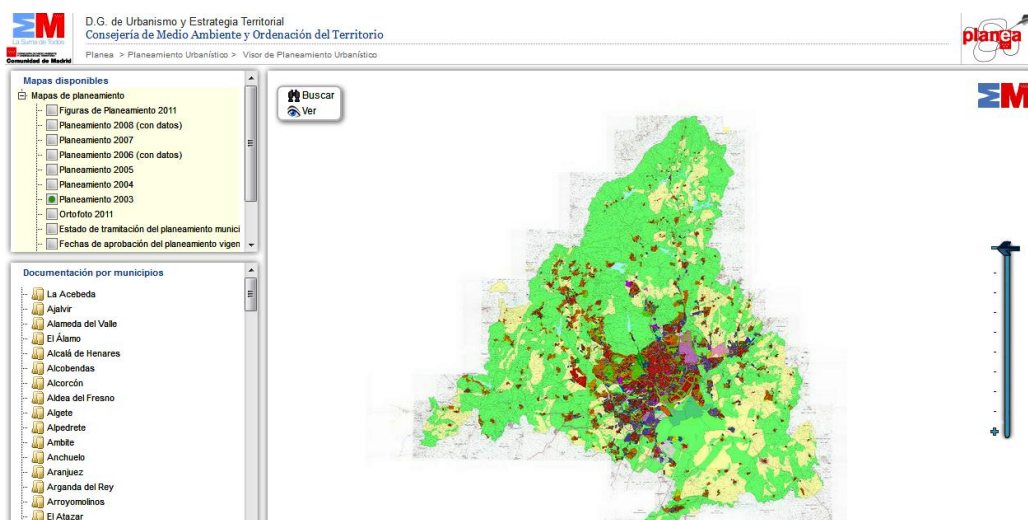 D.G. de Urbanismo y Estrategia Territorial
Consejería de Medio Ambiente y Ordenación del Territorio
La Suma de Todos
Comunidad de Madrid
Planea > Planeamiento Urbanístico > Visor de Planeamiento Urbanístico
planea
Mapas disponibles
Mapas de planeamiento
Figuras de Planeamiento 2011
Planeamiento 2008 (con datos)
Planeamiento 2007
Planeamiento 2006 (con datos)
Planeamiento 2005
Planeamiento 2004
Planeamiento 2003
Ortofoto 2011
Estado de tramitación del planeamiento munici
Fechas de aprobación del planeamiento vigen
Buscar
Ver
Documentación por municipios
La Acebeda
Ajalvir
Alameda del Valle
El Álamo
Alcalá de Henares
Alcobendas
Alcorcón
Aldea del Fresno
Algete
Alpedrete
Ambite
Anchuelo
Aranjuez
Arganda del Rey
Arroyomolinos
El Atazar